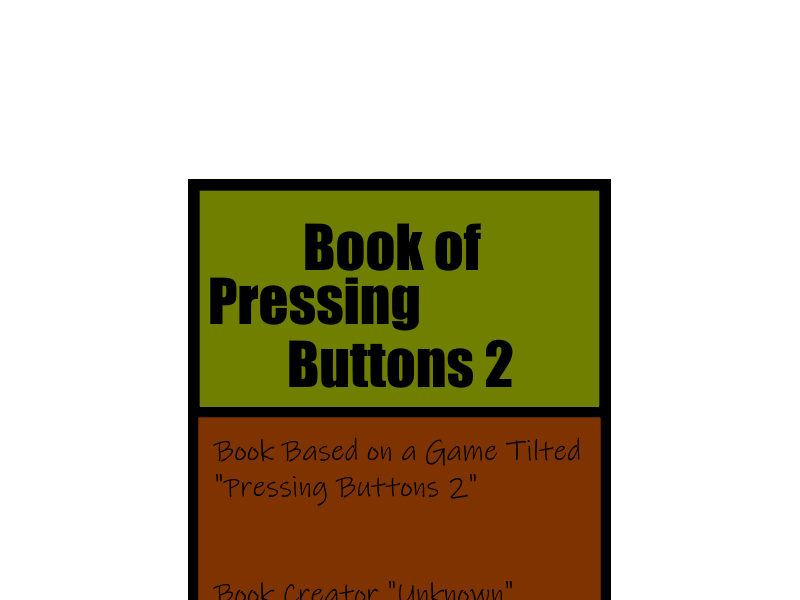 Book of
Pressing
Buttons 2
Book Based on a Game Tilted
"Pressing Buttons 2"
Book Creator "Unknown"